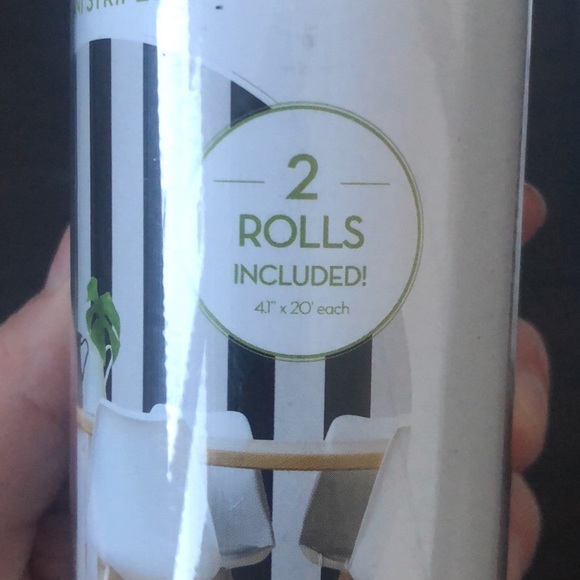 2
ROLLS
INCLUDED!
4.1" x 20' each